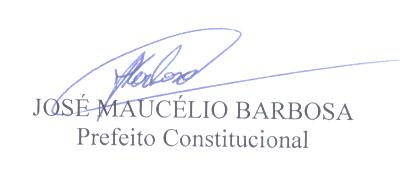 JOSÉ MAUCÉLIO BARBOSA
Prefeito Constitucional